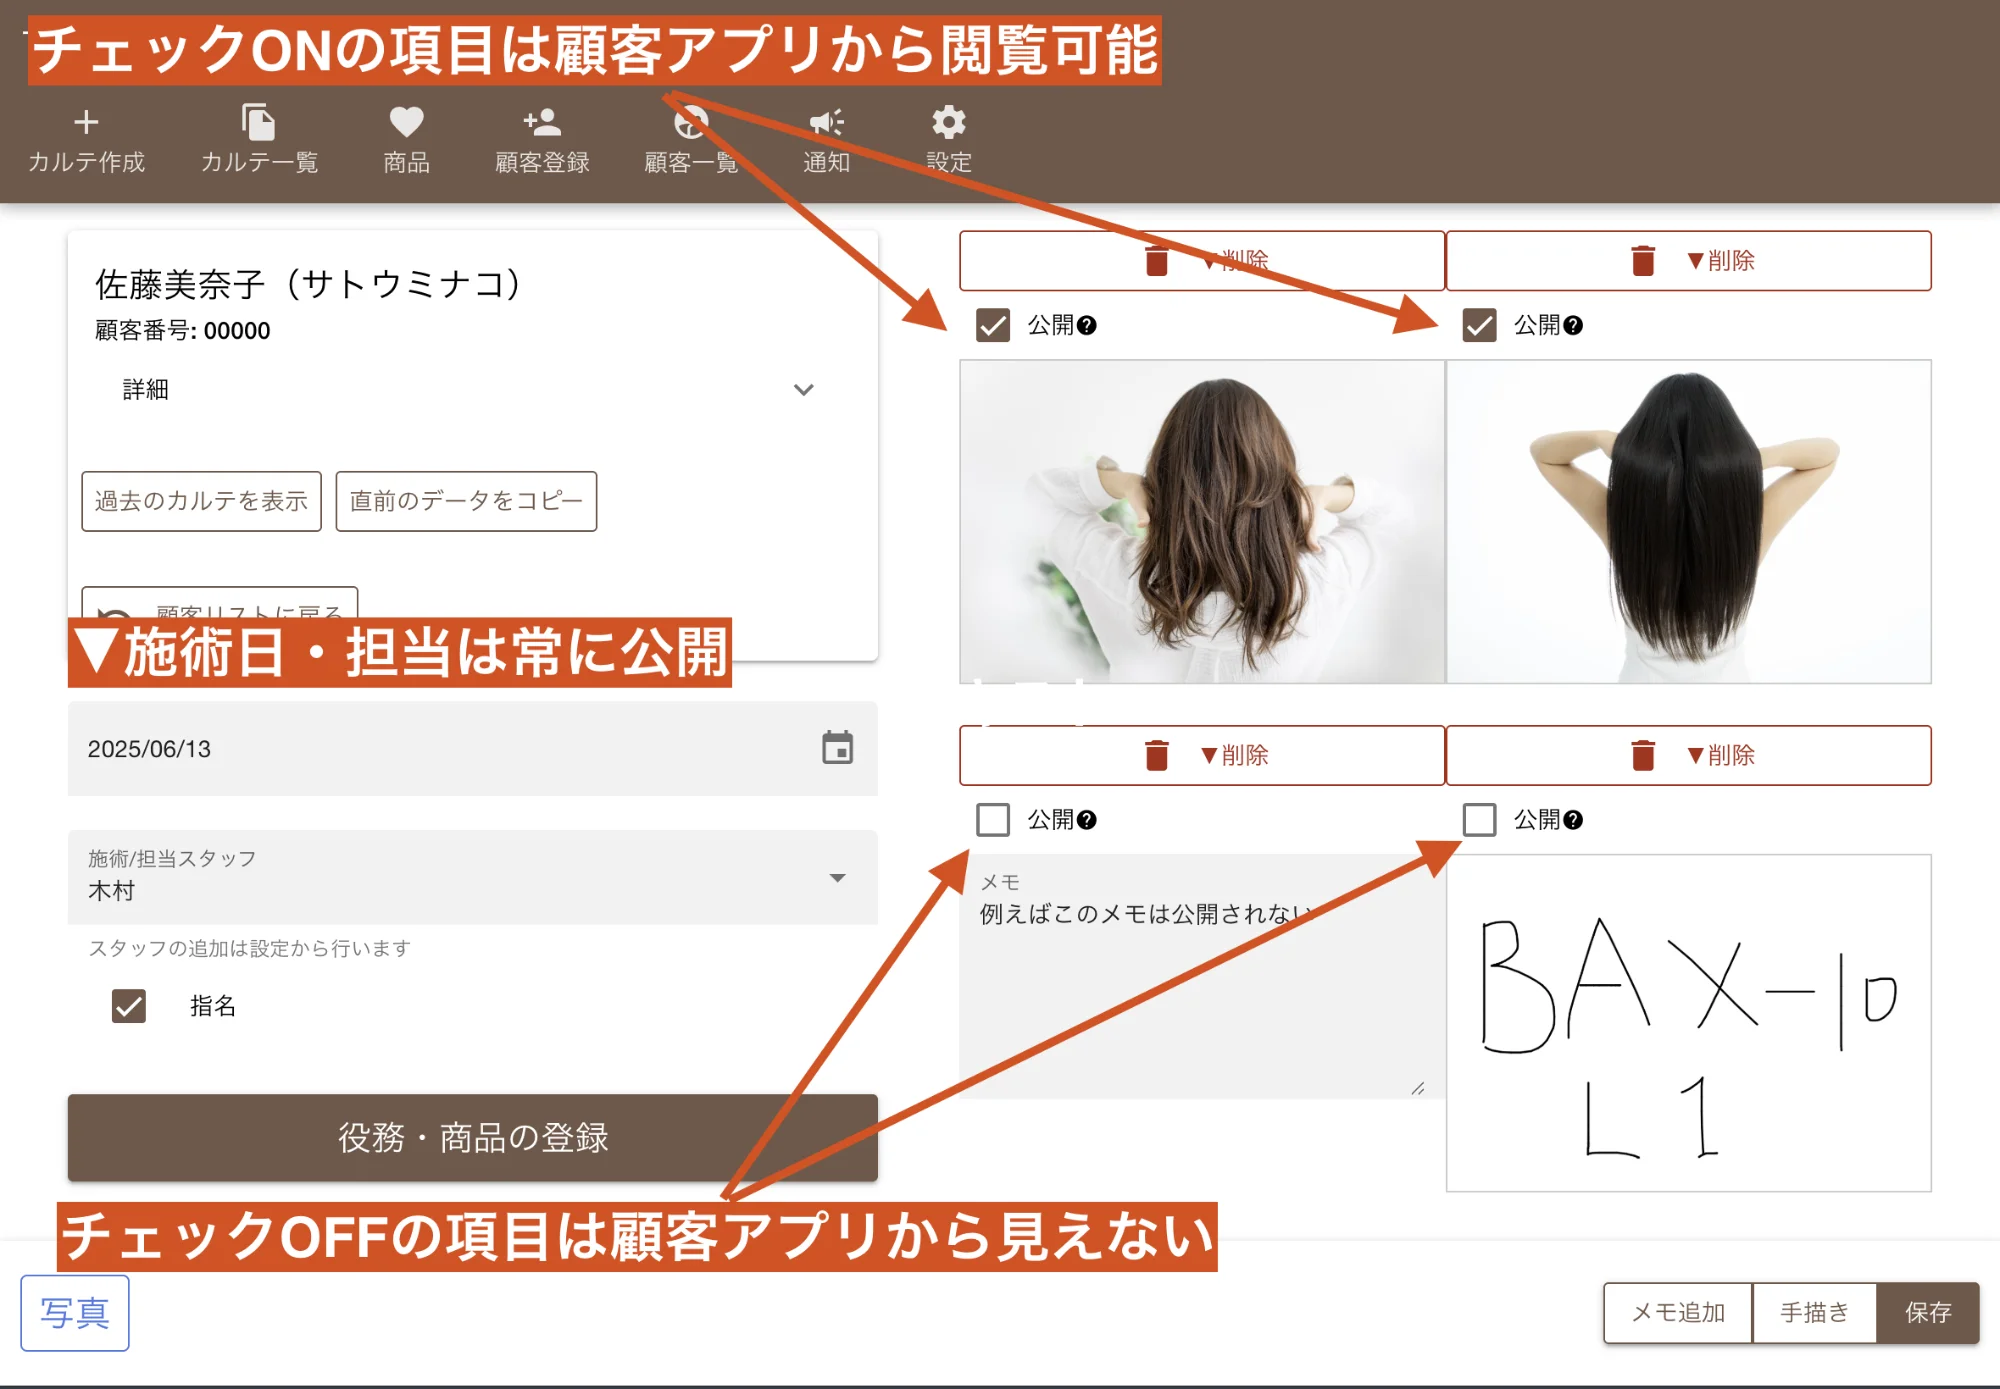 チェックONの項目は顧客アプリから閲覧可能
カルテ作成
カルテ一覧
商品
顧客登録
顧客一覧
通知
設定
佐藤美奈子（サトウミナコ）
顧客番号: 00000
詳細
過去のカルテを表示
直前のデータをコピー
顧客リストに戻る
▼施術日・担当は常に公開
2025/06/13
施術/担当スタッフ
木村
スタッフの追加は設定から行います
指名
役務・商品の登録
▼削除
▼削除
公開?
公開?
▼削除
▼削除
公開?
公開?
メモ
例えばこのメモは公開されない
BAX-10
L1
チェックOFFの項目は顧客アプリから見えない
写真
メモ追加
手描き
保存